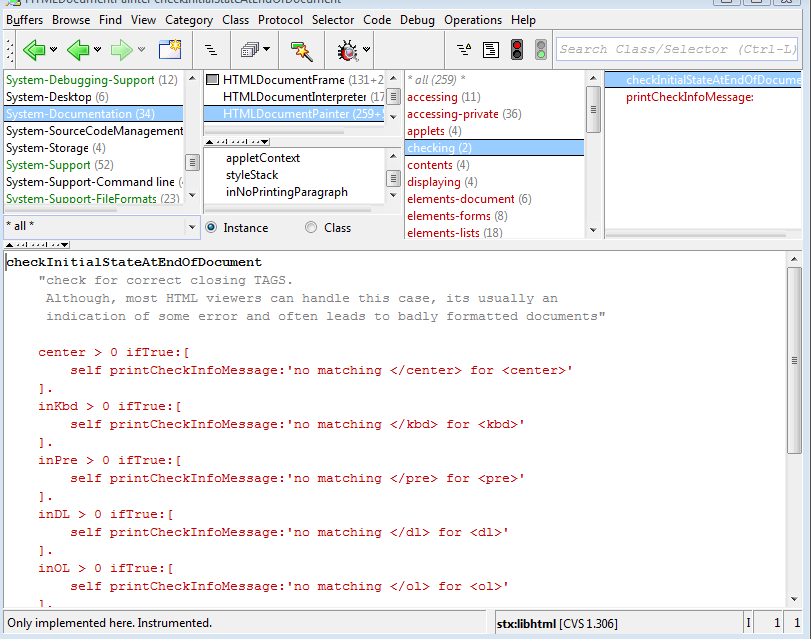 HTMLDocumentPainter checkInitialStateAtEndOfDocument
Buffers Browse Find View Category Class Protocol Selector Code Debug Operations Help
Search Class/Selector (Ctrl-L)
System-Debugging-Support (12)
System-Desktop (6)
System-Documentation (34)
System-SourceCodeManagement
System-Storage (4)
System-Support (52)
System-Support-Command line (
System-Support-FileFormats (23)
* all *
HTMLDocumentFrame (131+2
HTMLDocumentInterpreter (17
HTMLDocumentPainter (259+5
appletContext
styleStack
inNoPrintingParagraph
Instance
Class
* all (259) *
accessing (11)
accessing-private (36)
applets (4)
checking (2)
contents (4)
displaying (4)
elements-document (6)
elements-forms (8)
elements-lists (18)
checkInitialStateAtEndOfDocume
printCheckInfoMessage:
checkInitialStateAtEndOfDocument
"check for correct closing TAGS.
Although, most HTML viewers can handle this case, its usually an
indication of some error and often leads to badly formatted documents"
center > 0 ifTrue:[
self printCheckInfoMessage:'no matching </center> for <center>'
].
inKbd > 0 ifTrue:[
self printCheckInfoMessage:'no matching </kbd> for <kbd>'
].
inPre > 0 ifTrue:[
self printCheckInfoMessage:'no matching </pre> for <pre>'
].
inDL > 0 ifTrue:[
self printCheckInfoMessage:'no matching </dl> for <dl>'
].
inOL > 0 ifTrue:[
self printCheckInfoMessage:'no matching </ol> for <ol>'
].
Only implemented here. Instrumented.
stx:libhtml [CVS 1.306]
I
1
1